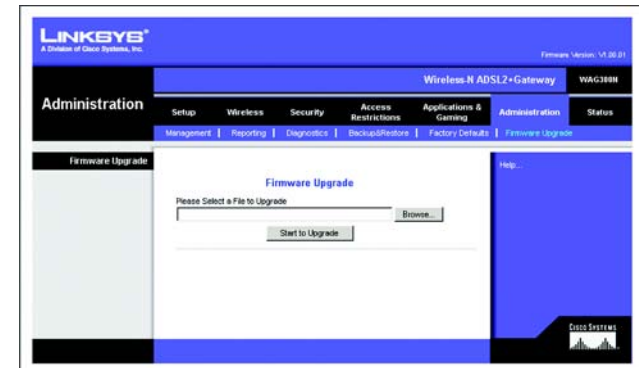 LINKSYS®
A Division of Cisco Systems, Inc.
Firmware Version: V1.00.01
Wireless-N ADSL2+Gateway WAG300N
Administration
Setup Wireless Security Access Restrictions Applications & Gaming Administration Status
Management | Reporting | Diagnostics | Backup&Restore | Factory Defaults | Firmware Upgrade
Firmware Upgrade
Help...
Firmware Upgrade
Please Select a File to Upgrade
Browse...
Start to Upgrade
CISCO SYSTEMS